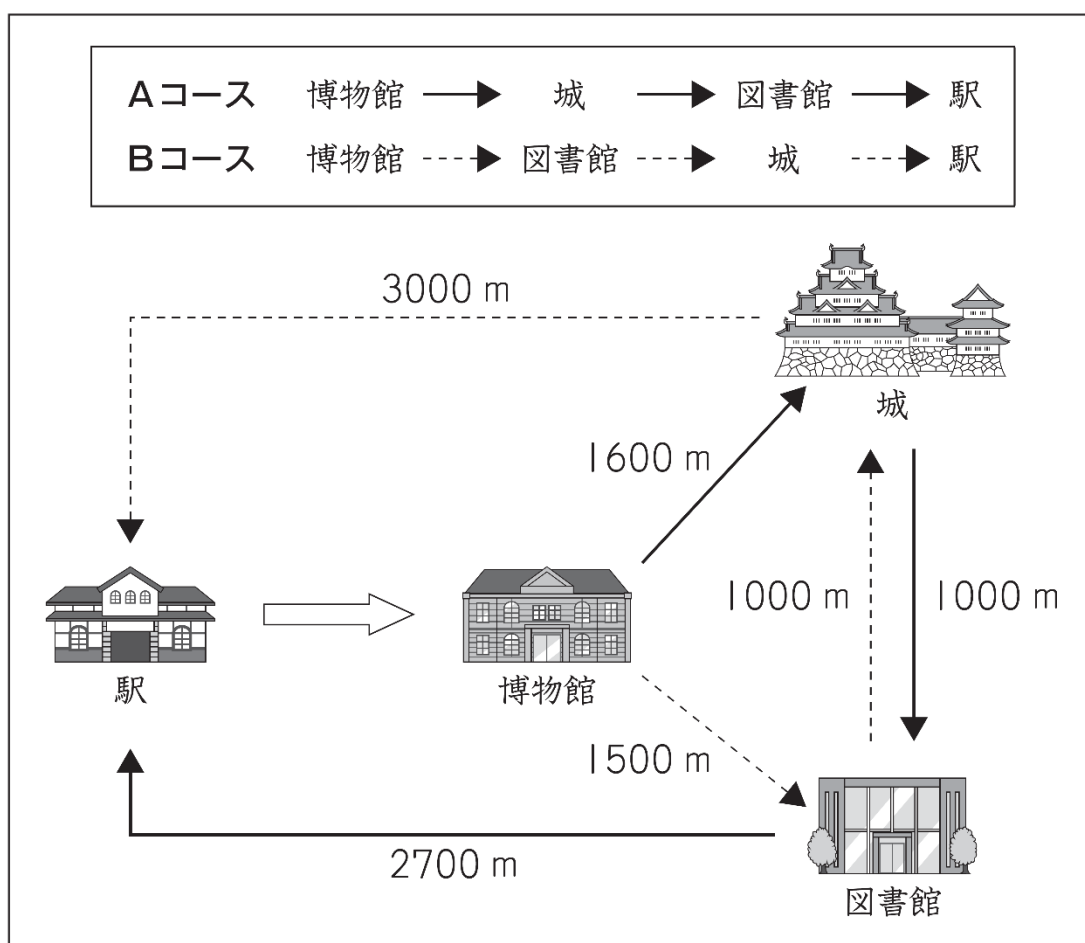 Aコース 博物館 → 城 → 図書館 → 駅
Bコース 博物館 → 図書館 → 城 → 駅
3000 m
城
1600 m
1000 m
1000 m
駅
博物館
1500 m
2700 m
図書館